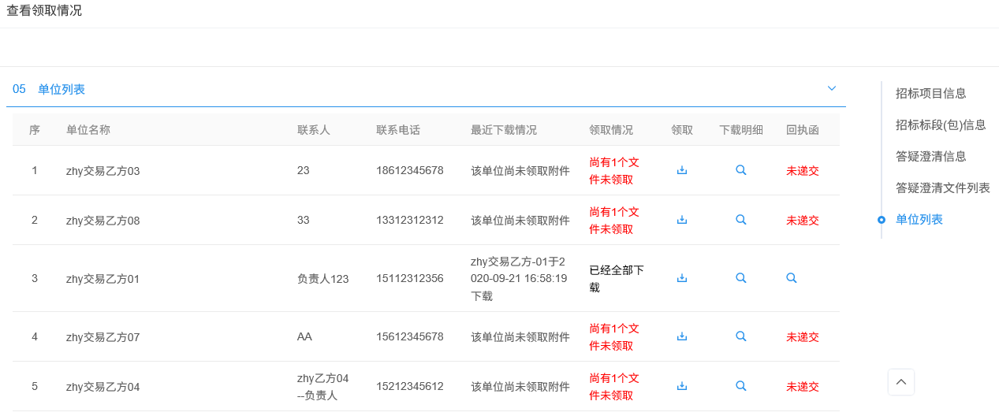 查看领取情况
05 单位列表
序 单位名称 联系人 联系电话 最近下载情况 领取情况 领取 下载明细 回执函
1 zhy交易乙方03 23 18612345678 该单位尚未领取附件 尚有1个文
件未领取 未递交
2 zhy交易乙方08 33 13312312312 该单位尚未领取附件 尚有1个文
件未领取 未递交
3 zhy交易乙方01 负责人123 15112312356 zhy交易乙方-01于2
020-09-21 16:58:19
下载 已经全部下
载
4 zhy交易乙方07 AA 15612345678 该单位尚未领取附件 尚有1个文
件未领取 未递交
5 zhy交易乙方04 zhy乙方04
--负责人 15212345612 该单位尚未领取附件 尚有1个文
件未领取 未递交
招标项目信息
招标标段(包)信息
答疑澄清信息
答疑澄清文件列表
单位列表